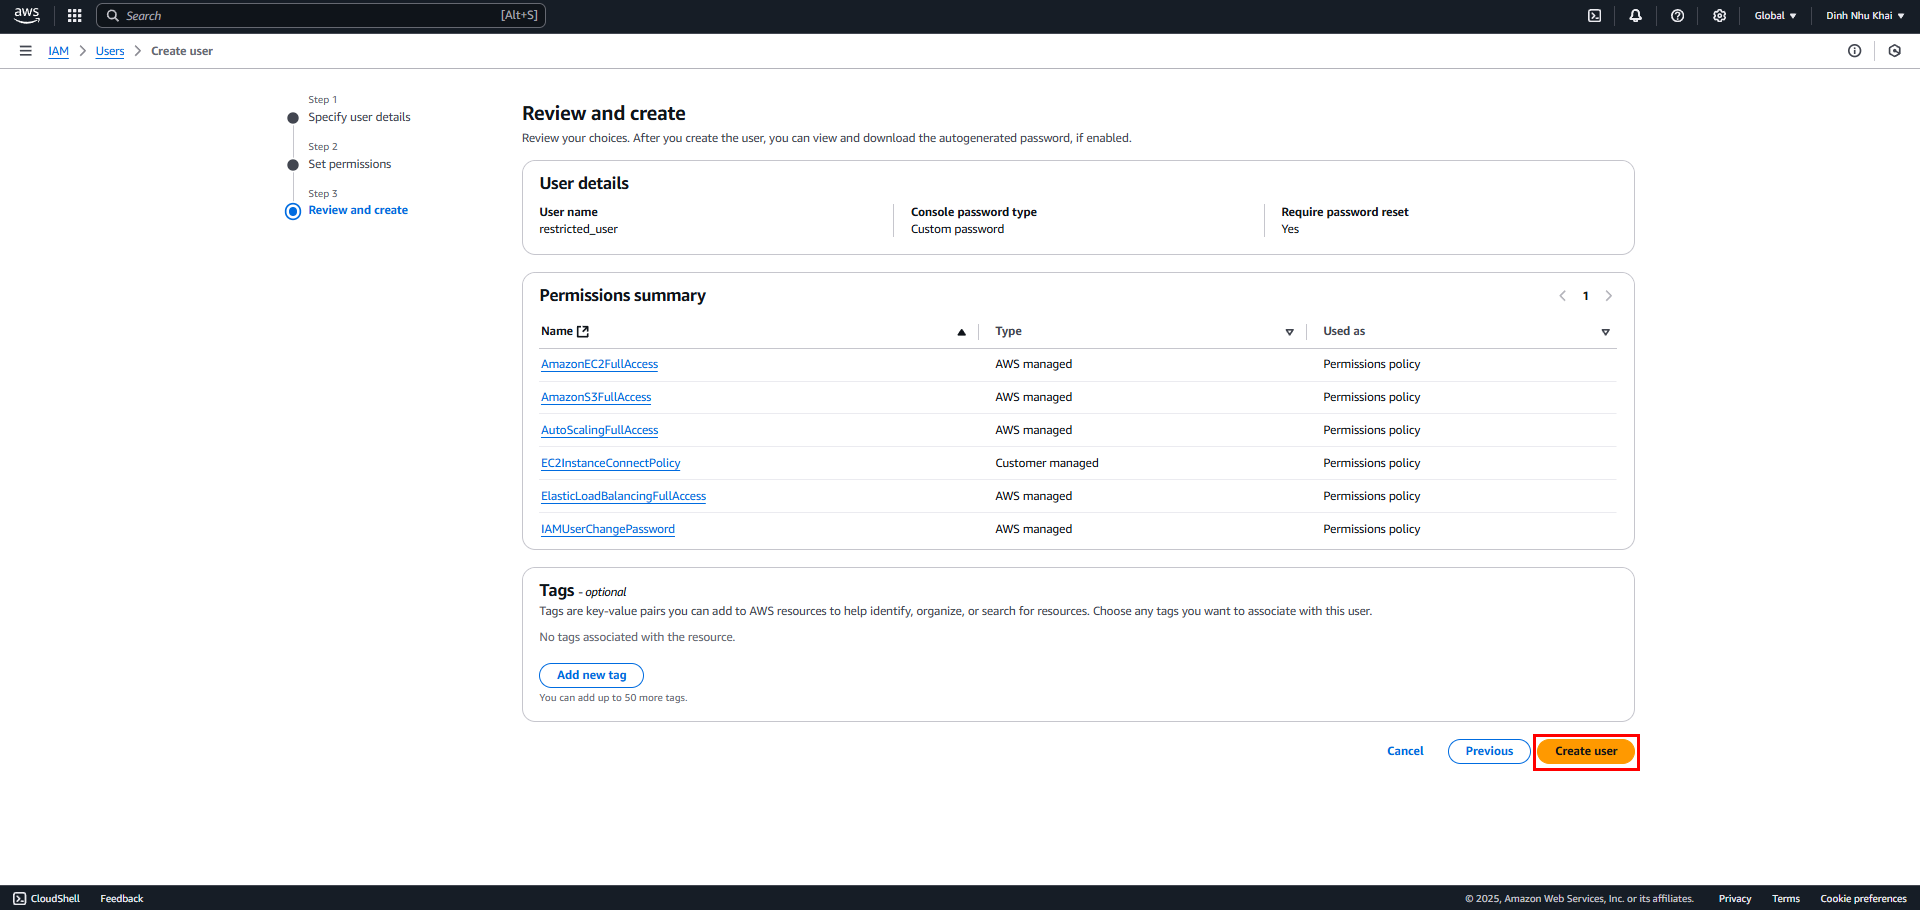 aws
Search [Alt+S]
Global
Dinh Nhu Khai
IAM
Users
Create user
Step 1
Specify user details
Step 2
Set permissions
Step 3
Review and create
Review and create
Review your choices. After you create the user, you can view and download the autogenerated password, if enabled.
User details
User name
restricted_user
Console password type
Custom password
Require password reset
Yes
Permissions summary
1
Name Type Used as
AmazonEC2FullAccess AWS managed Permissions policy
AmazonS3FullAccess AWS managed Permissions policy
AutoScalingFullAccess AWS managed Permissions policy
EC2InstanceConnectPolicy Customer managed Permissions policy
ElasticLoadBalancingFullAccess AWS managed Permissions policy
IAMUserChangePassword AWS managed Permissions policy
Tags - optional
Tags are key-value pairs you can add to AWS resources to help identify, organize, or search for resources. Choose any tags you want to associate with this user.
No tags associated with the resource.
Add new tag
You can add up to 50 more tags.
Cancel
Previous
Create user
CloudShell
Feedback
© 2025, Amazon Web Services, Inc. or its affiliates.
Privacy
Terms
Cookie preferences